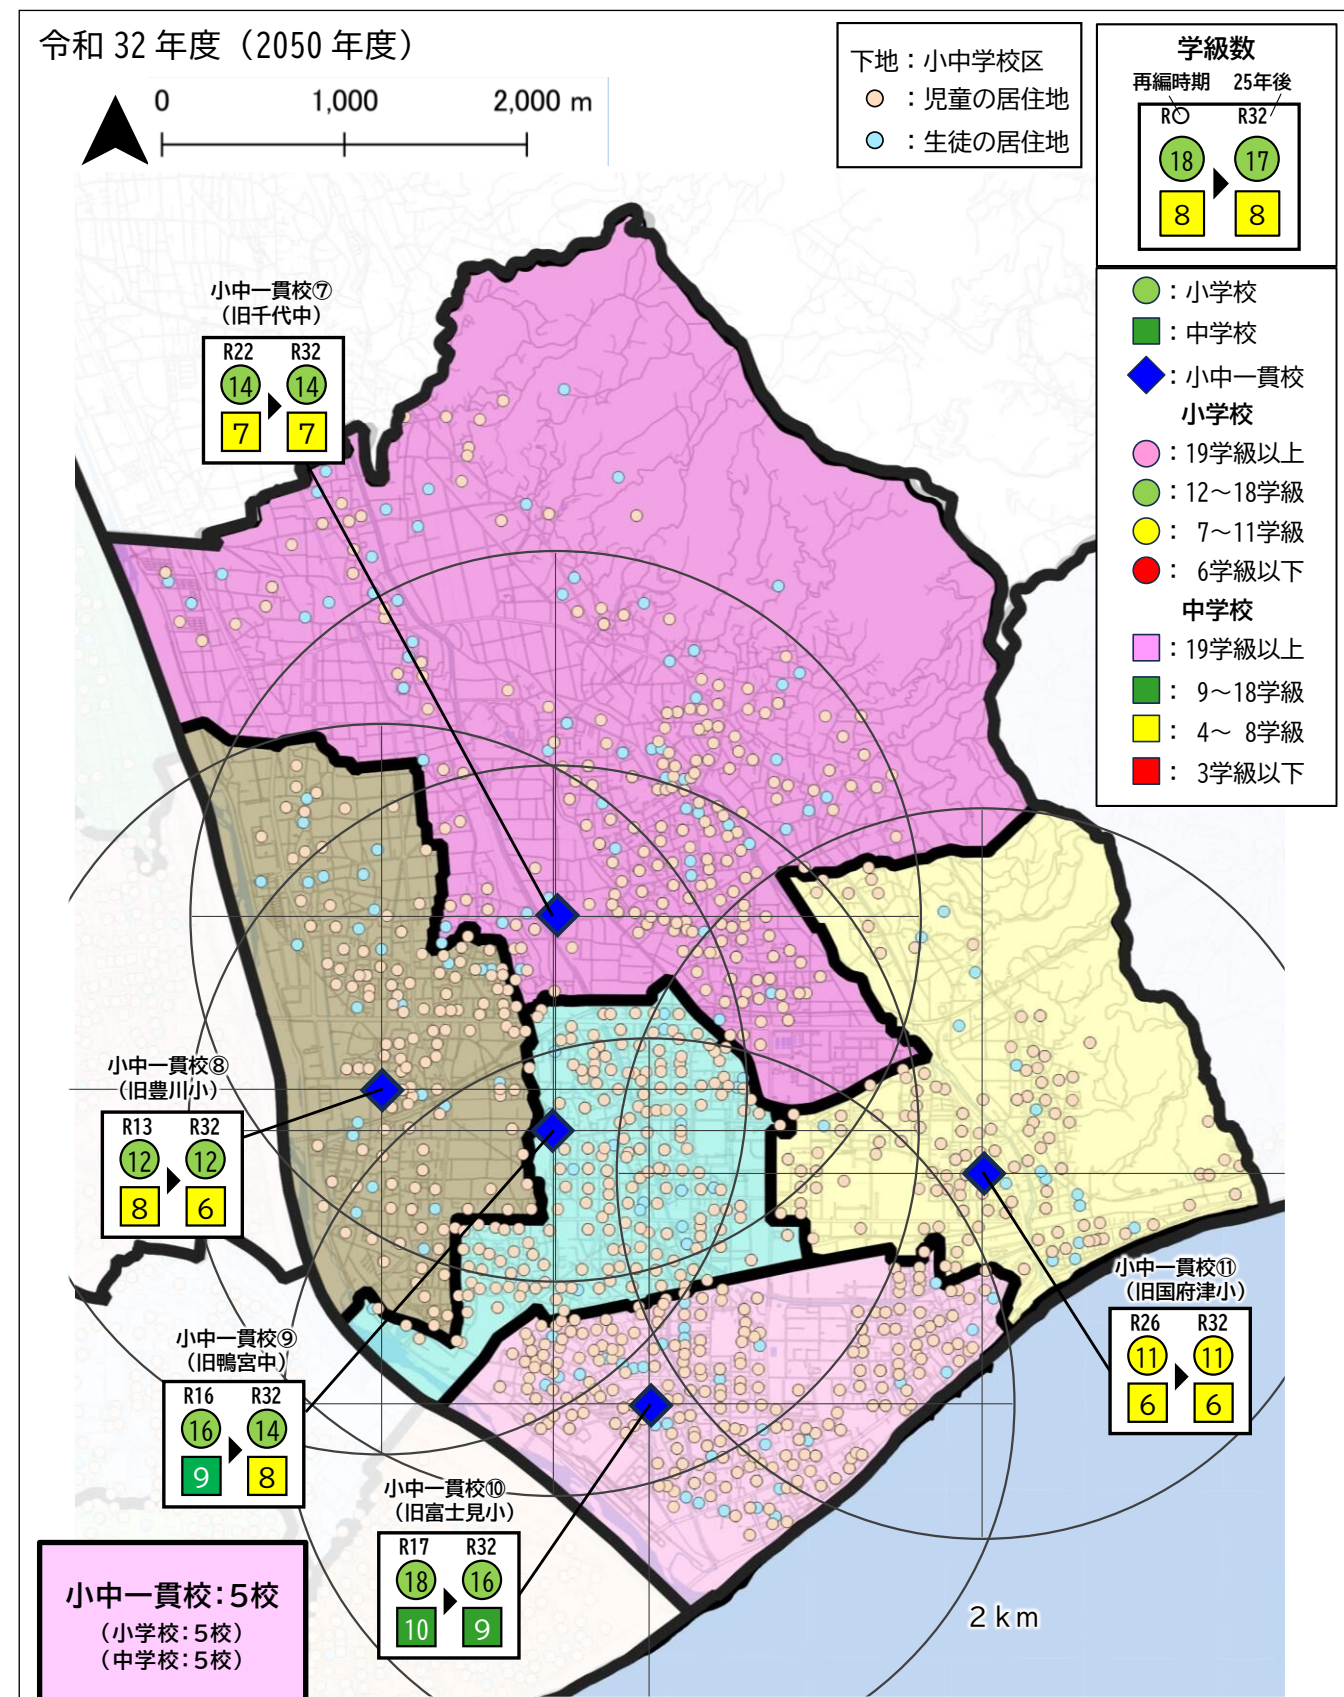 令和 32 年度（2050 年度）
0 1,000 2,000 m
下地：小中学校区
：児童の居住地
：生徒の居住地
学級数
再編時期 25年後
R○ R32
18 17
8 8
：小学校
：中学校
：小中一貫校
小学校
：19学級以上
：12～18学級
： 7～11学級
： 6学級以下
中学校
：19学級以上
： 9～18学級
： 4～ 8学級
： 3学級以下
小中一貫校⑦
（旧千代中）
R22 R32
14 14
7 7
小中一貫校⑧
（旧豊川小）
R13 R32
12 12
8 6
小中一貫校⑨
（旧鴨宮中）
R16 R32
16 14
9 8
小中一貫校⑩
（旧富士見小）
R17 R32
18 16
10 9
小中一貫校⑪
（旧国府津小）
R26 R32
11 11
6 6
2 km
小中一貫校：5校
（小学校：5校）
（中学校：5校）